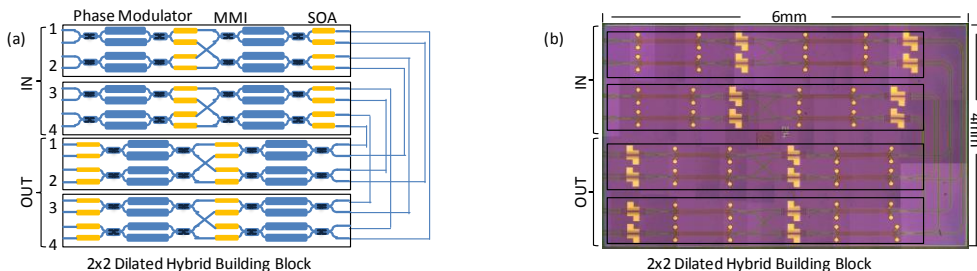 Phase Modulator MMI SOA
(a)
1
2
3
4
IN
1
2
3
4
OUT
2x2 Dilated Hybrid Building Block
6mm
(b)
IN
OUT
4mm
2x2 Dilated Hybrid Building Block